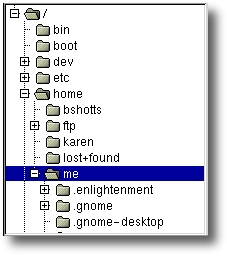 /
bin
boot
dev
etc
home
bshotts
ftp
karen
lost+found
me
.enlightenment
.gnome
.gnome-desktop